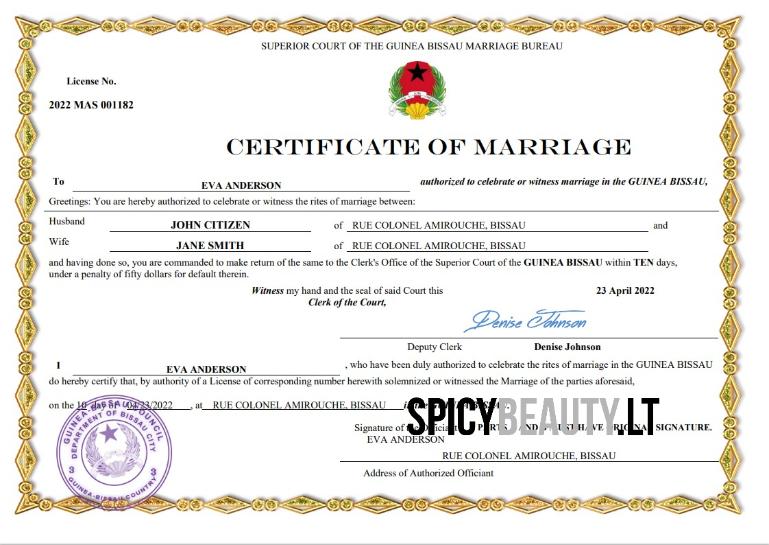 SUPERIOR COURT OF THE GUINEA BISSAU MARRIAGE BUREAU
License No.
2022 MAS 001182
CERTIFICATE OF MARRIAGE
To EVA ANDERSON authorized to celebrate or witness marriage in the GUINEA BISSAU,
Greetings: You are hereby authorized to celebrate or witness the rites of marriage between:
Husband JOHN CITIZEN of RUE COLONEL AMIROUCHE, BISSAU and
Wife JANE SMITH of RUE COLONEL AMIROUCHE, BISSAU
and having done so, you are commanded to make return of the same to the Clerk's Office of the Superior Court of the GUINEA BISSAU within TEN days,
under a penalty of fifty dollars for default therein.
Witness my hand and the seal of said Court this 23 April 2022
Clerk of the Court,
Denise Johnson
Deputy Clerk Denise Johnson
I EVA ANDERSON , who have been duly authorized to celebrate the rites of marriage in the GUINEA BISSAU
do hereby certify that, by authority of a License of corresponding number herewith solemnized or witnessed the Marriage of the parties aforesaid,
on the 04/23/2022 , at RUE COLONEL AMIROUCHE, BISSAU
SPICYBEAUTY.LT
Signature of the Officiant PARTS AND MUST HAVE ORIGINAL SIGNATURE.
EVA ANDERSON
RUE COLONEL AMIROUCHE, BISSAU
Address of Authorized Officiant
GUINEA-BISSAU COUNCIL
DEPARTMENT OF BISSAU CITY
3 3
GUINEA-BISSAU COUNTRY